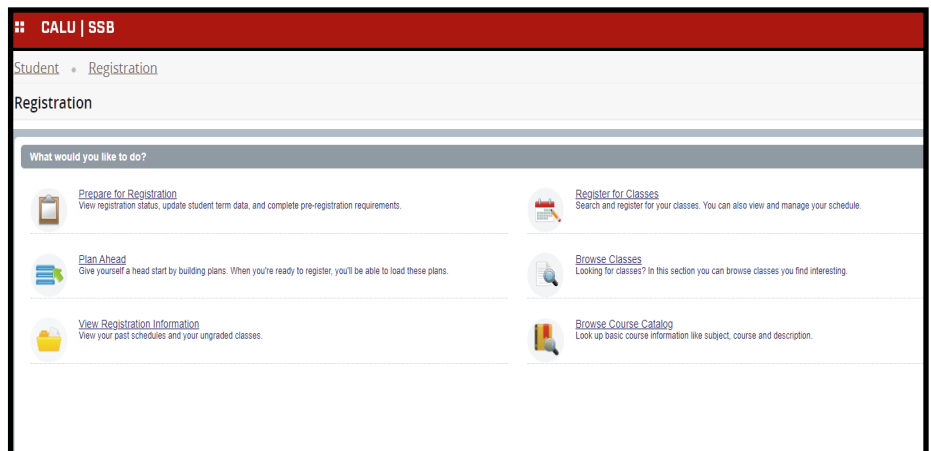 CALU | SSB
Student • Registration
Registration
What would you like to do?
Prepare for Registration
View registration status, update student term data, and complete pre-registration requirements.
Register for Classes
Search and register for your classes. You can also view and manage your schedule.
Plan Ahead
Give yourself a head start by building plans. When you're ready to register, you'll be able to load these plans.
Browse Classes
Looking for classes? In this section you can browse classes you find interesting.
View Registration Information
View your past schedules and your ungraded classes.
Browse Course Catalog
Look up basic course information like subject, course and description.